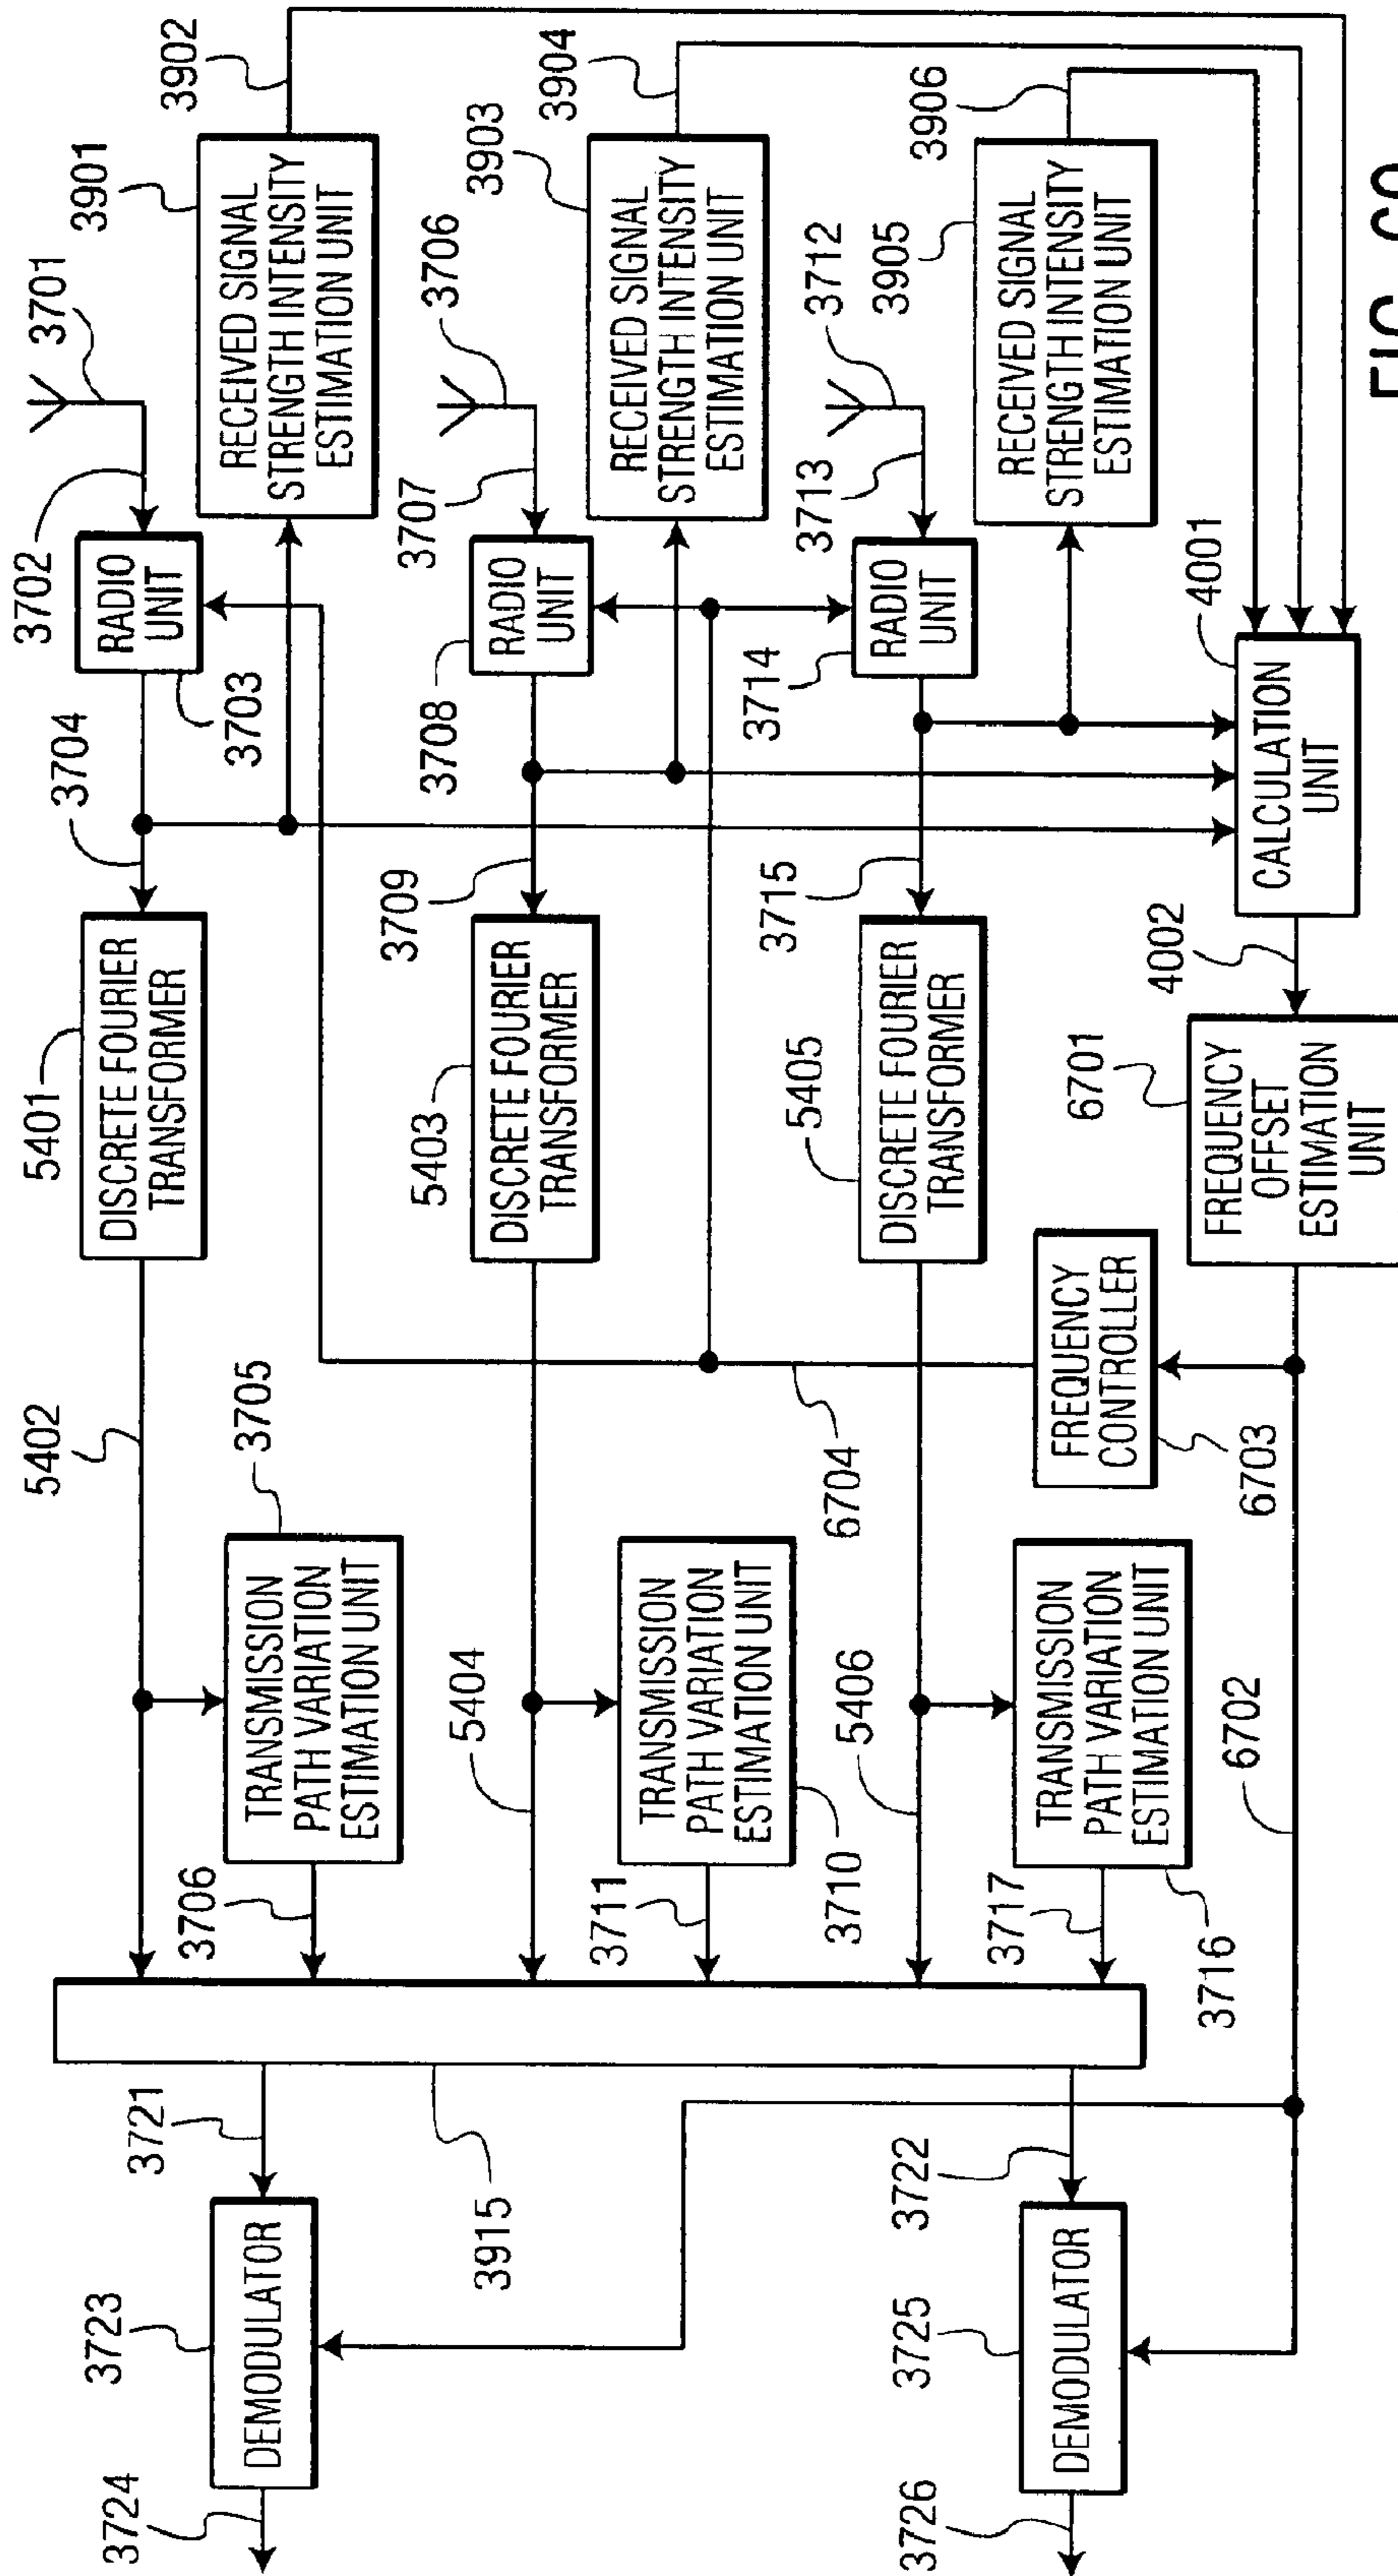 3724
3723
DEMODULATOR
3721
3706
5402
3705
TRANSMISSION
PATH VARIATION
ESTIMATION UNIT
5401
DISCRETE FOURIER
TRANSFORMER
3704
3703
RADIO
UNIT
3702
3701
3901
RECEIVED SIGNAL
STRENGTH INTENSITY
ESTIMATION UNIT
3902
3915
3711
5404
TRANSMISSION
PATH VARIATION
ESTIMATION UNIT
3710
5403
DISCRETE FOURIER
TRANSFORMER
3709
3708
RADIO
UNIT
3707
3706
3903
RECEIVED SIGNAL
STRENGTH INTENSITY
ESTIMATION UNIT
3904
3726
3725
DEMODULATOR
3722
3717
5406
TRANSMISSION
PATH VARIATION
ESTIMATION UNIT
3716
6704
5405
DISCRETE FOURIER
TRANSFORMER
3715
3714
RADIO
UNIT
3713
3712
3905
RECEIVED SIGNAL
STRENGTH INTENSITY
ESTIMATION UNIT
3906
6702
6703
FREQUENCY
CONTROLLER
6701
FREQUENCY
OFFSET
ESTIMATION
UNIT
4002
CALCULATION
UNIT
4001
FIG.